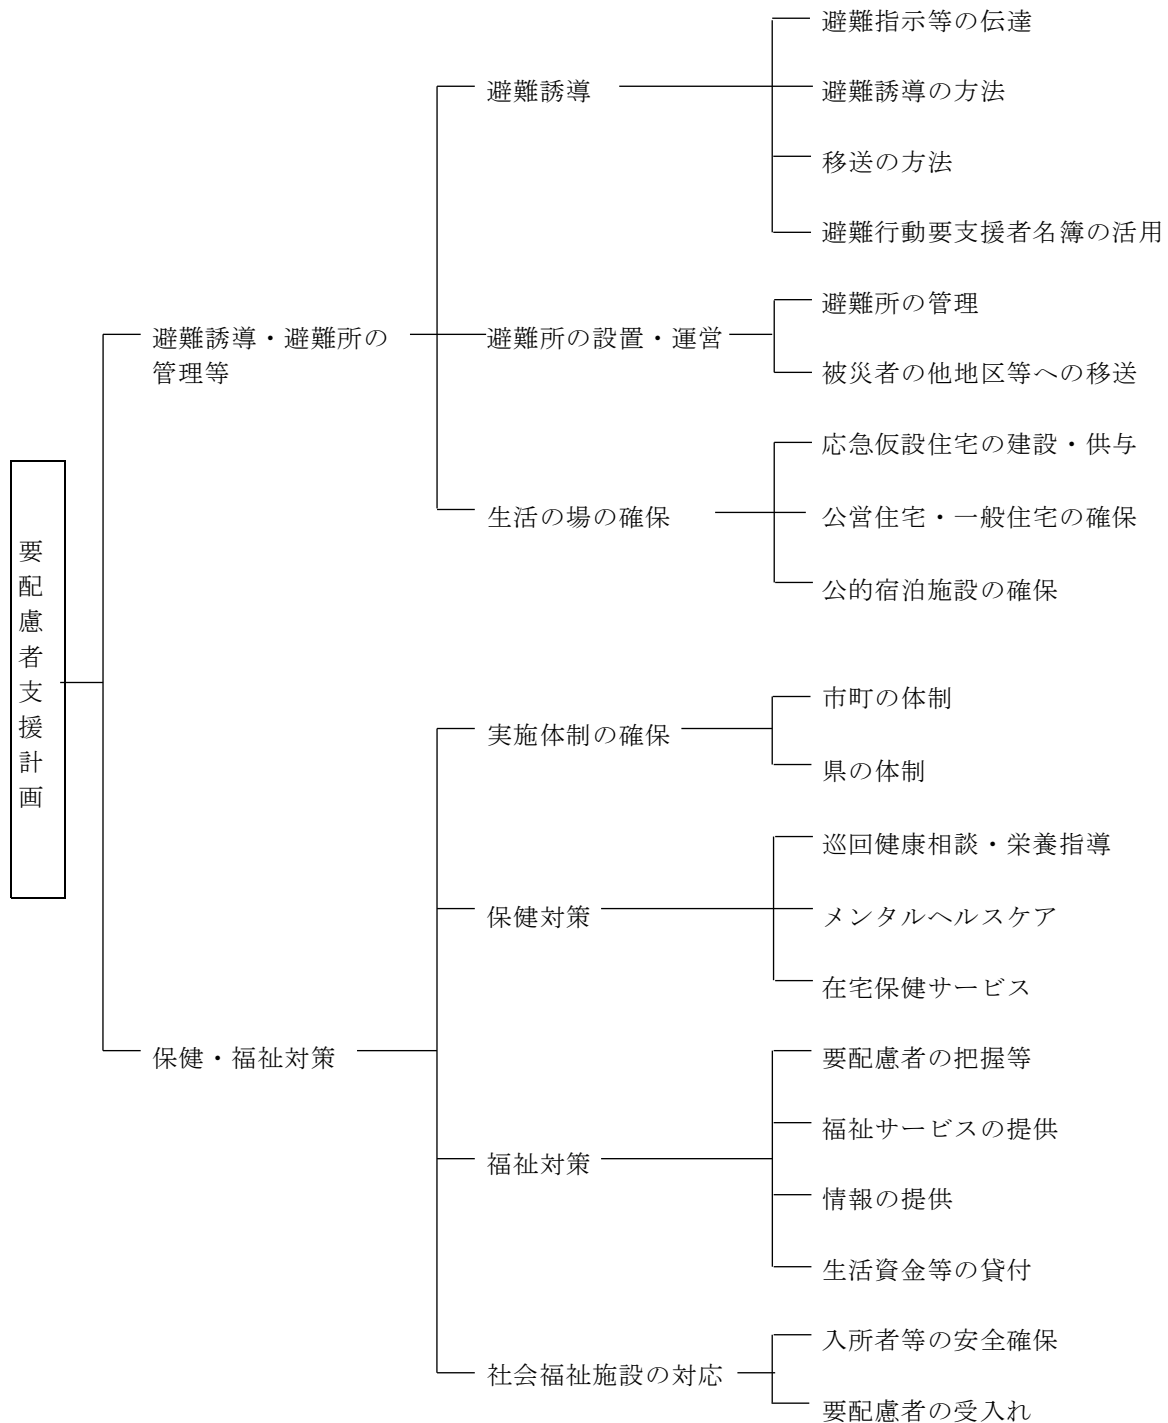 要配慮者支援計画
避難誘導・避難所の
管理等
避難誘導
避難指示等の伝達
避難誘導の方法
移送の方法
避難行動要支援者名簿の活用
避難所の設置・運営
避難所の管理
被災者の他地区等への移送
生活の場の確保
応急仮設住宅の建設・供与
公営住宅・一般住宅の確保
公的宿泊施設の確保
保健・福祉対策
実施体制の確保
市町の体制
県の体制
保健対策
巡回健康相談・栄養指導
メンタルヘルスケア
在宅保健サービス
福祉対策
要配慮者の把握等
福祉サービスの提供
情報の提供
生活資金等の貸付
社会福祉施設の対応
入所者等の安全確保
要配慮者の受入れ